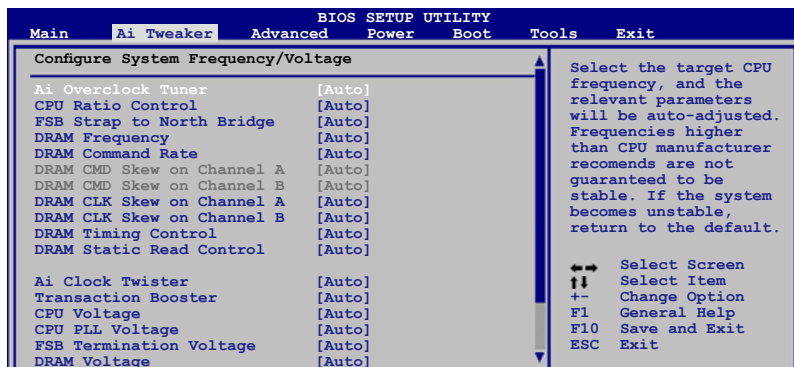 BIOS SETUP UTILITY
Main Ai Tweaker Advanced Power Boot Tools Exit
Configure System Frequency/Voltage
Ai Overclock Tuner [Auto]
CPU Ratio Control [Auto]
FSB Strap to North Bridge [Auto]
DRAM Frequency [Auto]
DRAM Command Rate [Auto]
DRAM CMD Skew on Channel A [Auto]
DRAM CMD Skew on Channel B [Auto]
DRAM CLK Skew on Channel A [Auto]
DRAM CLK Skew on Channel B [Auto]
DRAM Timing Control [Auto]
DRAM Static Read Control [Auto]
Ai Clock Twister [Auto]
Transaction Booster [Auto]
CPU Voltage [Auto]
CPU PLL Voltage [Auto]
FSB Termination Voltage [Auto]
DRAM Voltage [Auto]
Select the target CPU
frequency, and the
relevant parameters
will be auto-adjusted.
Frequencies higher
than CPU manufacturer
recomends are not
guaranteed to be
stable. If the system
becomes unstable,
return to the default.
←→ Select Screen
↑↓ Select Item
+- Change Option
F1 General Help
F10 Save and Exit
ESC Exit